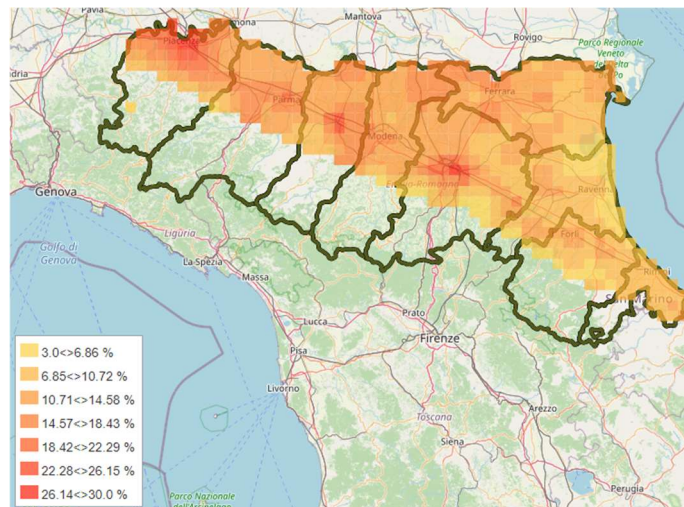 Pavia
Mantova
Rovigo
Parco Regionale
Veneto
del Delta
Po
Piacenza
Parma
Ferrara
Modena
Ravenna
Genova
Liguria
Golfo di
Genova
La Spezia
Massa
Forlì
Rimini
San Marino
Lucca
Prato
Firenze
Pisa
Livorno
Toscana
Arezzo
Siena
Perugia
Parco Nazionale
3.0<>6.86 %
6.85<>10.72 %
10.71<>14.58 %
14.57<>18.43 %
18.42<>22.29 %
22.28<>26.15 %
26.14<>30.0 %